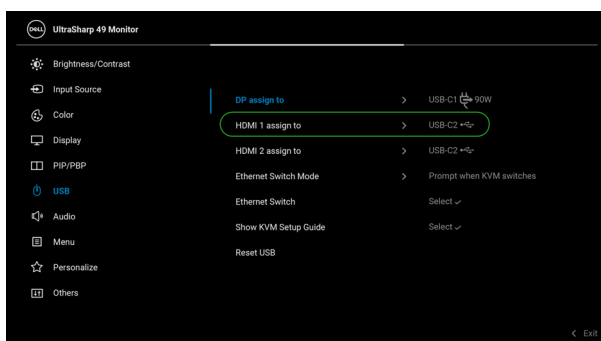 DELL UltraSharp 49 Monitor
Brightness/Contrast
Input Source
Color
Display
PIP/PBP
USB
Audio
Menu
Personalize
Others
DP assign to > USB-C1 90W
HDMI 1 assign to > USB-C2
HDMI 2 assign to > USB-C2
Ethernet Switch Mode > Prompt when KVM switches
Ethernet Switch Select
Show KVM Setup Guide Select
Reset USB
< Exit